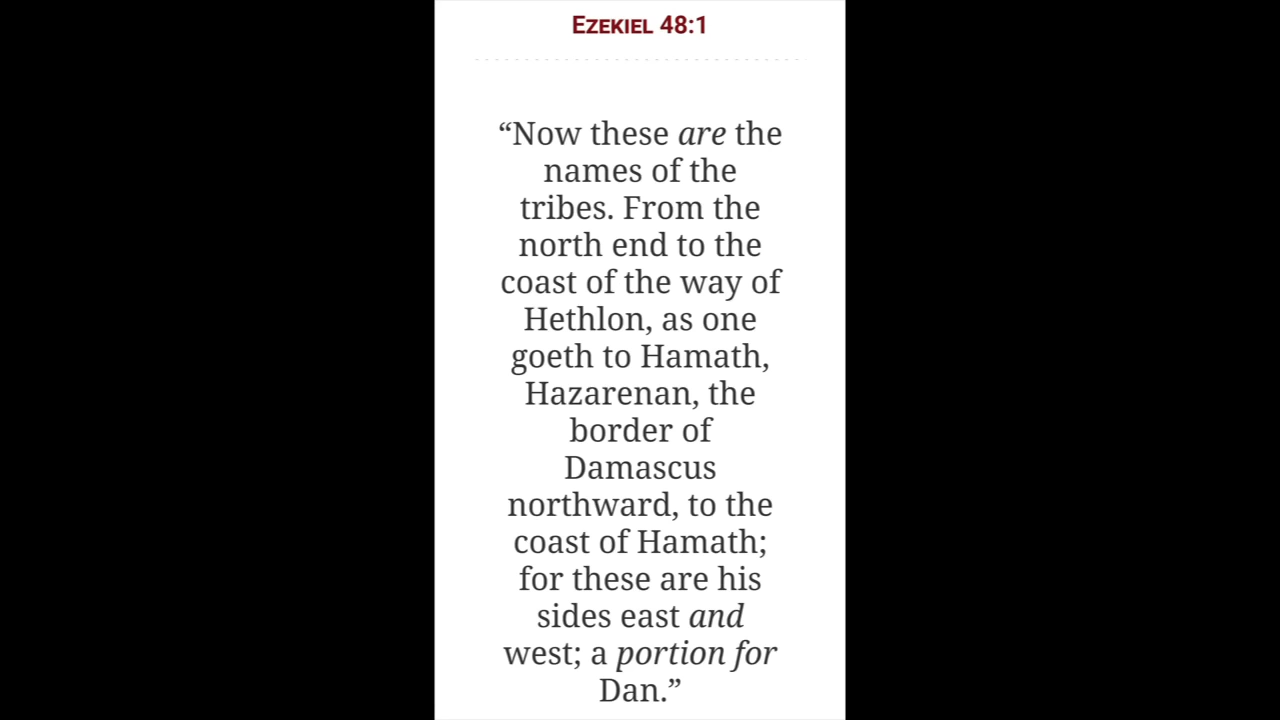 Ezekiel 48:1
“Now these are the
names of the
tribes. From the
north end to the
coast of the way of
Hethlon, as one
goeth to Hamath,
Hazarenan, the
border of
Damascus
northward, to the
coast of Hamath;
for these are his
sides east and
west; a portion for
Dan.”